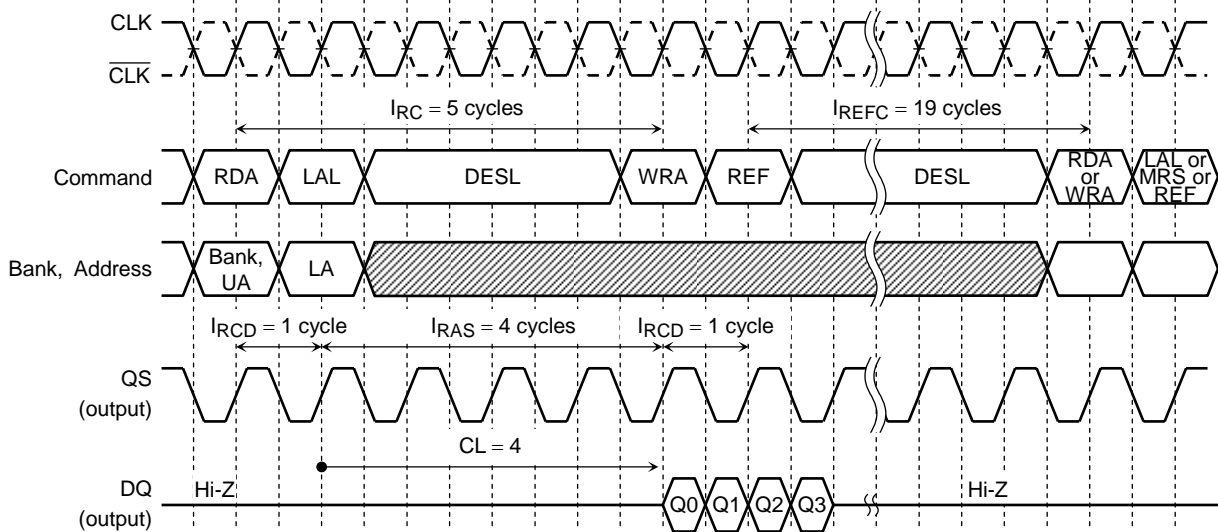 CLK
CLK
IRC = 5 cycles
IREFC = 19 cycles
Command
RDA
LAL
DESL
WRA
REF
DESL
RDA
or
WRA
LAL or
MRS or
REF
Bank, Address
Bank,
UA
LA
IRCD = 1 cycle
IRAS = 4 cycles
IRCD = 1 cycle
QS
(output)
CL = 4
DQ
(output)
Hi-Z
Q0
Q1
Q2
Q3
Hi-Z